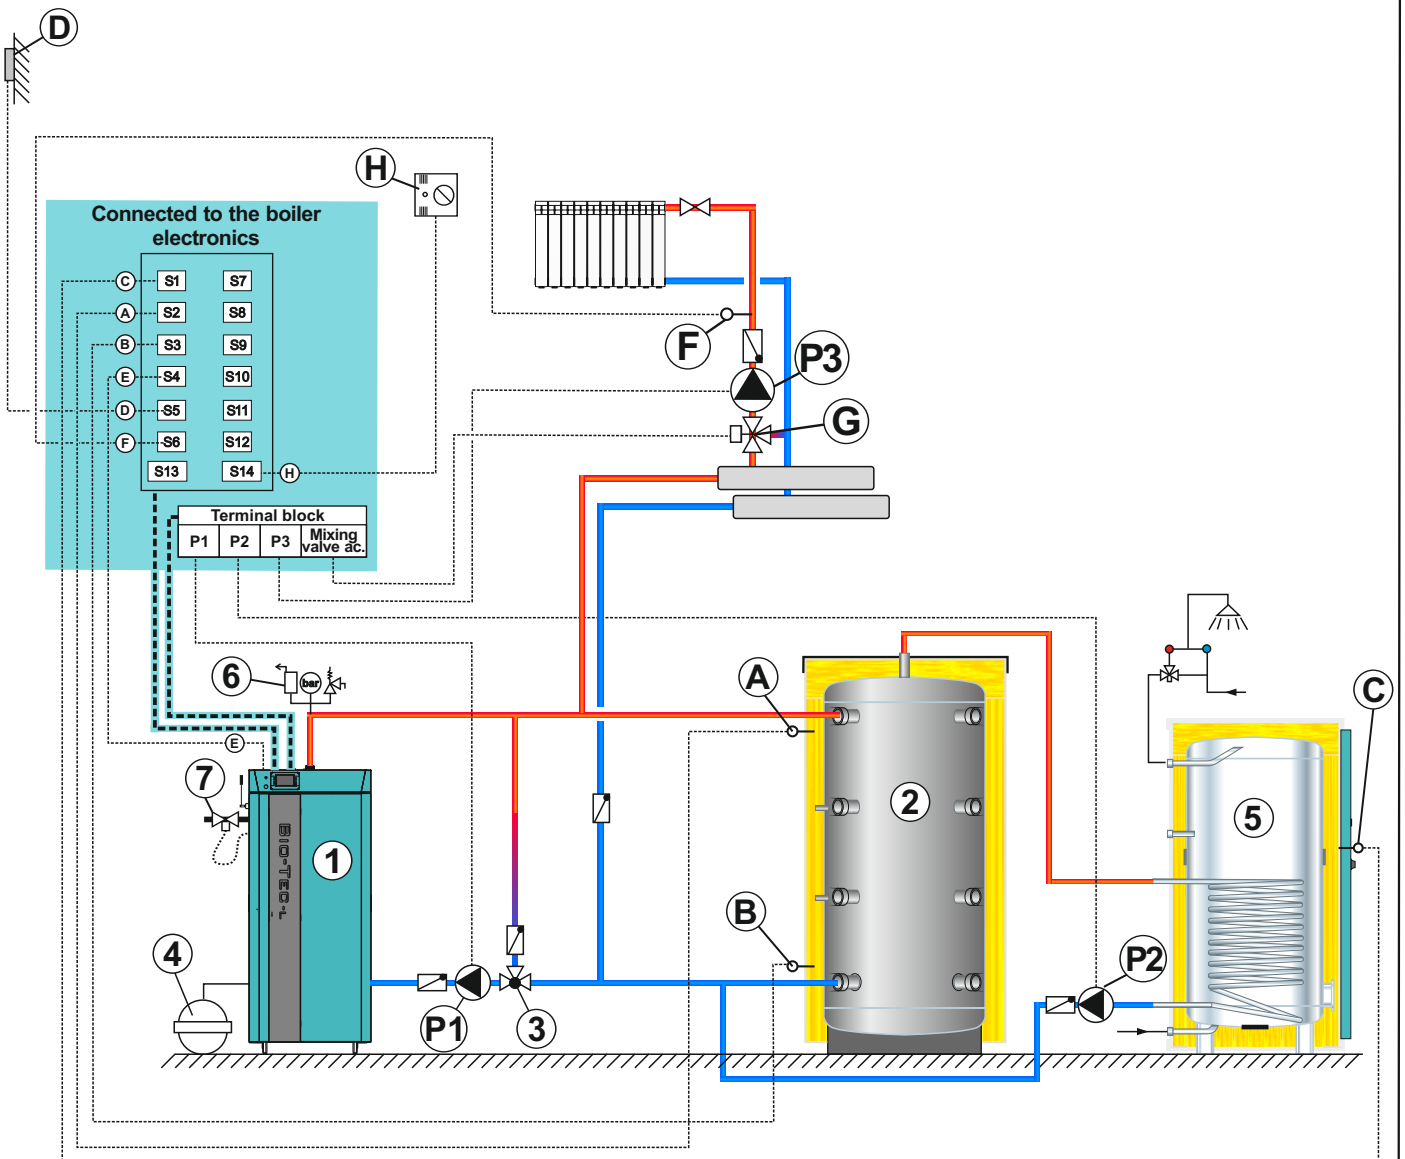 D
H
Connected to the boiler
electronics
C S1 S7
A S2 S8
B S3 S9
E S4 S10
D S5 S11
F S6 S12
S13 S14 H
F
P3
G
Terminal block
P1 P2 P3 Mixing
valve ac.
6
bar
A
C
E
7
2
5
1
BIO-TEC-L
B
4
P2
P1
3